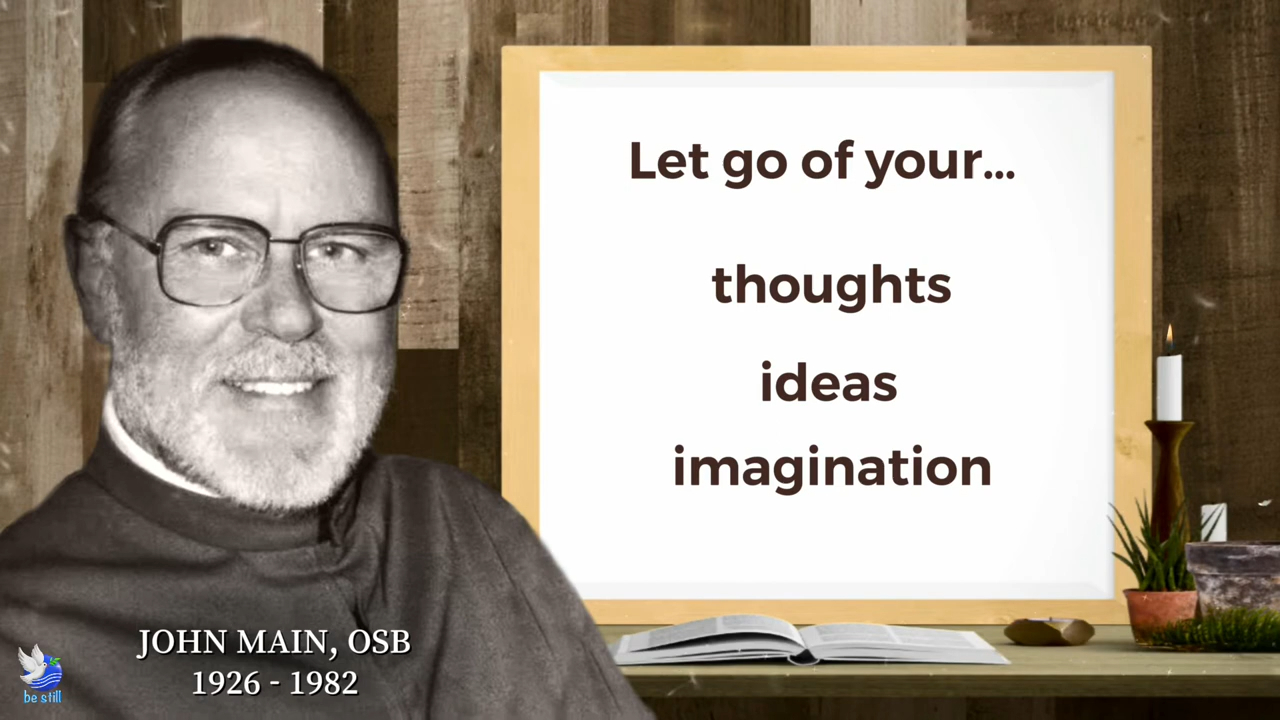 Let go of your...
thoughts
ideas
imagination
JOHN MAIN, OSB
1926 - 1982
be still